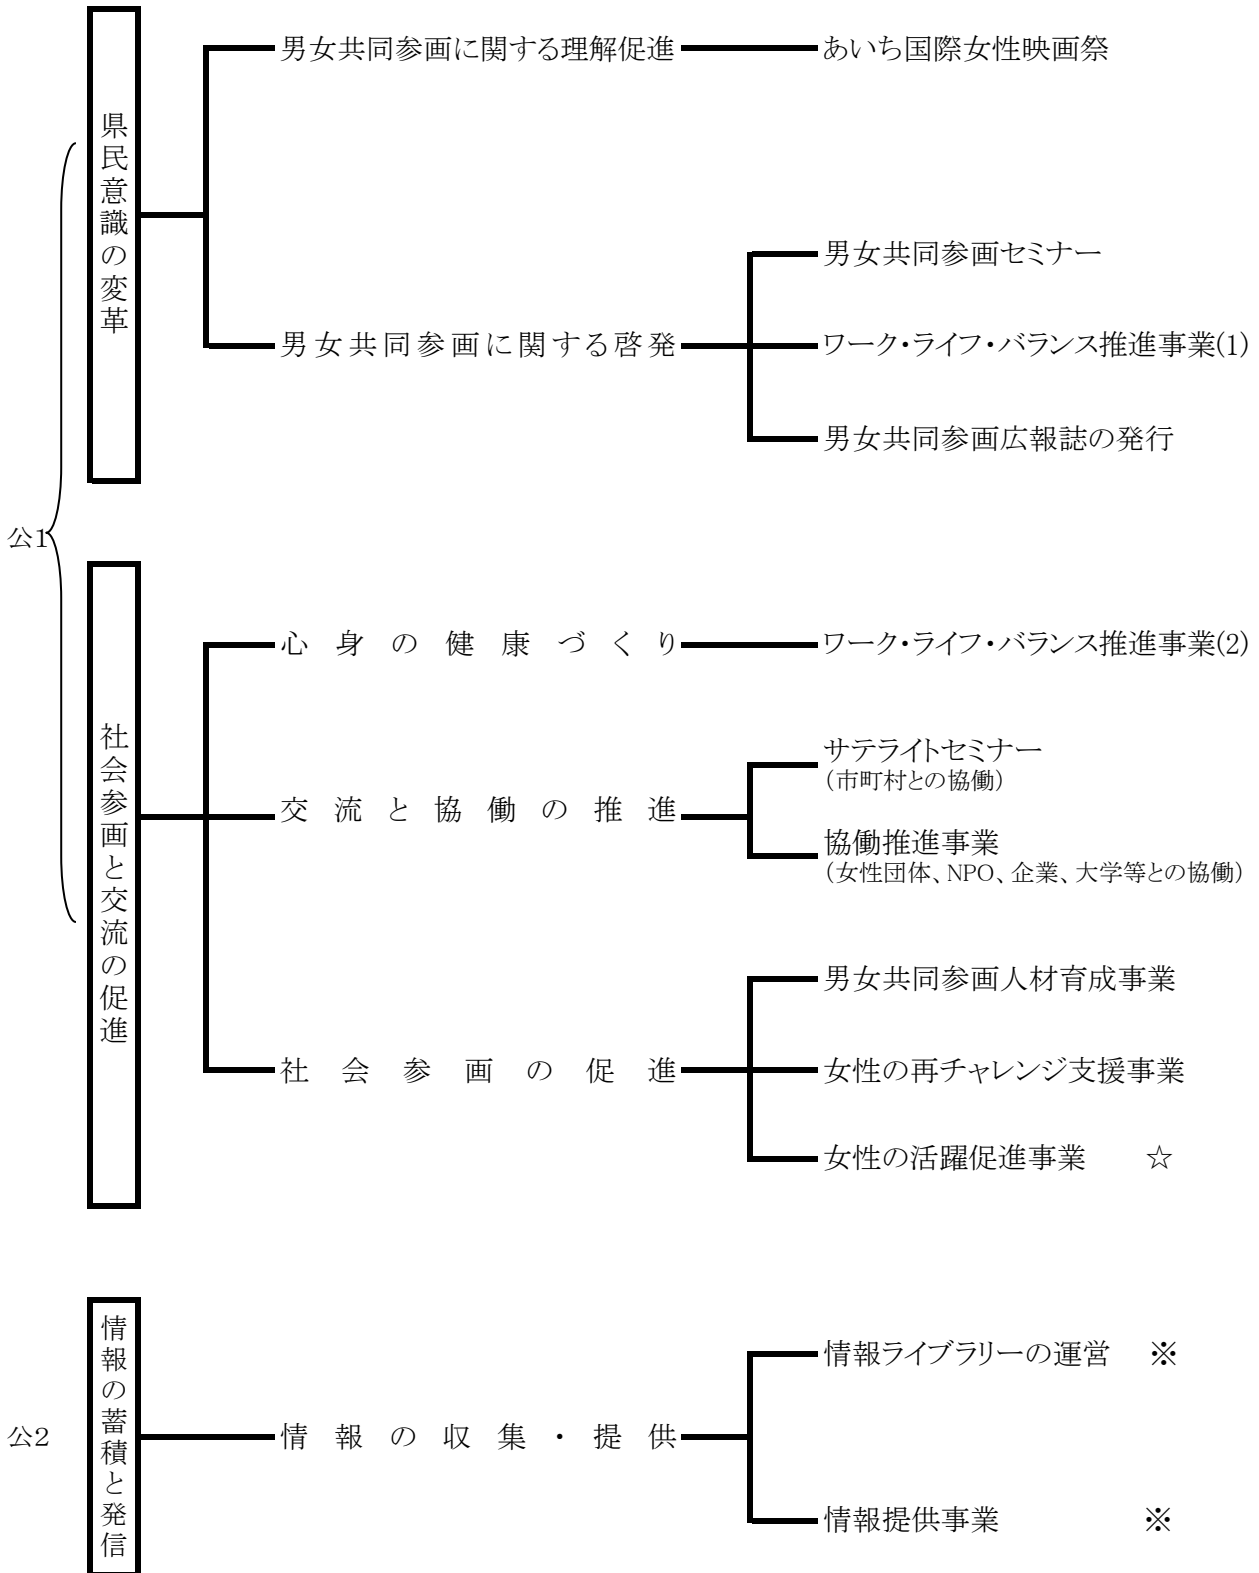 公1
県民意識の変革
男女共同参画に関する理解促進
あいち国際女性映画祭
男女共同参画に関する啓発
男女共同参画セミナー
ワーク・ライフ・バランス推進事業(1)
男女共同参画広報誌の発行
社会参画と交流の促進
心身の健康づくり
ワーク・ライフ・バランス推進事業(2)
交流と協働の推進
サテライトセミナー
(市町村との協働)
協働推進事業
(女性団体、NPO、企業、大学等との協働)
社会参画の促進
男女共同参画人材育成事業
女性の再チャレンジ支援事業
女性の活躍促進事業 ☆
公2
情報の蓄積と発信
情報の収集・提供
情報ライブラリーの運営 ※
情報提供事業 ※